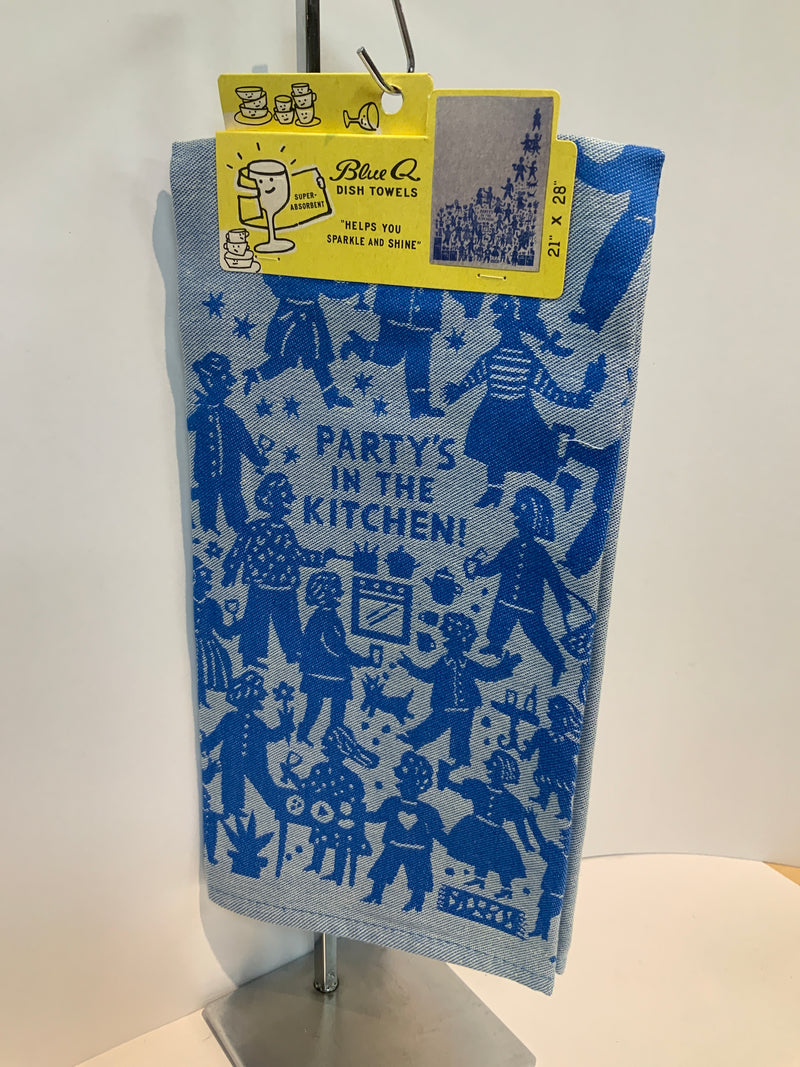 Blue Q
DISH TOWELS
SUPER-
ABSORBENT
"HELPS YOU
SPARKLE AND SHINE"
21" X 28"
PARTY'S
IN THE
KITCHEN!